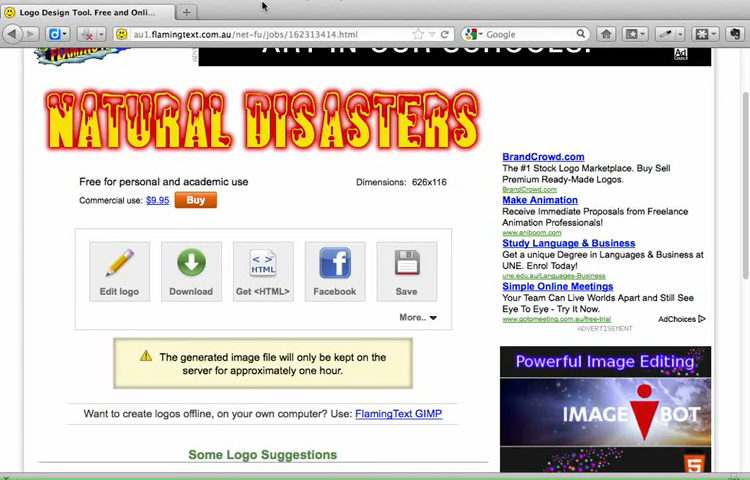 Logo Design Tool. Free and Onli...
au1.flamingtext.com.au/net-fu/jobs/162313414.html
Google
ART IN OUR SCHOOLS.
Ad
NATURAL DISASTERS
Free for personal and academic use
Dimensions: 626x116
Commercial use: $9.95 Buy
Edit logo
Download
< >
HTML
Get <HTML>
Facebook
Save
More..
The generated image file will only be kept on the
server for approximately one hour.
Want to create logos offline, on your own computer? Use: FlamingText GIMP
Some Logo Suggestions
BrandCrowd.com
The #1 Stock Logo Marketplace. Buy Sell
Premium Ready-Made Logos.
BrandCrowd.com
Make Animation
Receive Immediate Proposals from Freelance
Animation Professionals!
www.aniboom.com
Study Language & Business
Get a unique Degree in Languages & Business at
UNE. Enrol Today!
une.edu.au/Languages-Business
Simple Online Meetings
Your Team Can Live Worlds Apart and Still See
Eye To Eye - Try It Now.
www.gotomeeting.com.au/free-trial
AdChoices
ADVERTISEMENT
Powerful Image Editing
IMAGE BOT
5